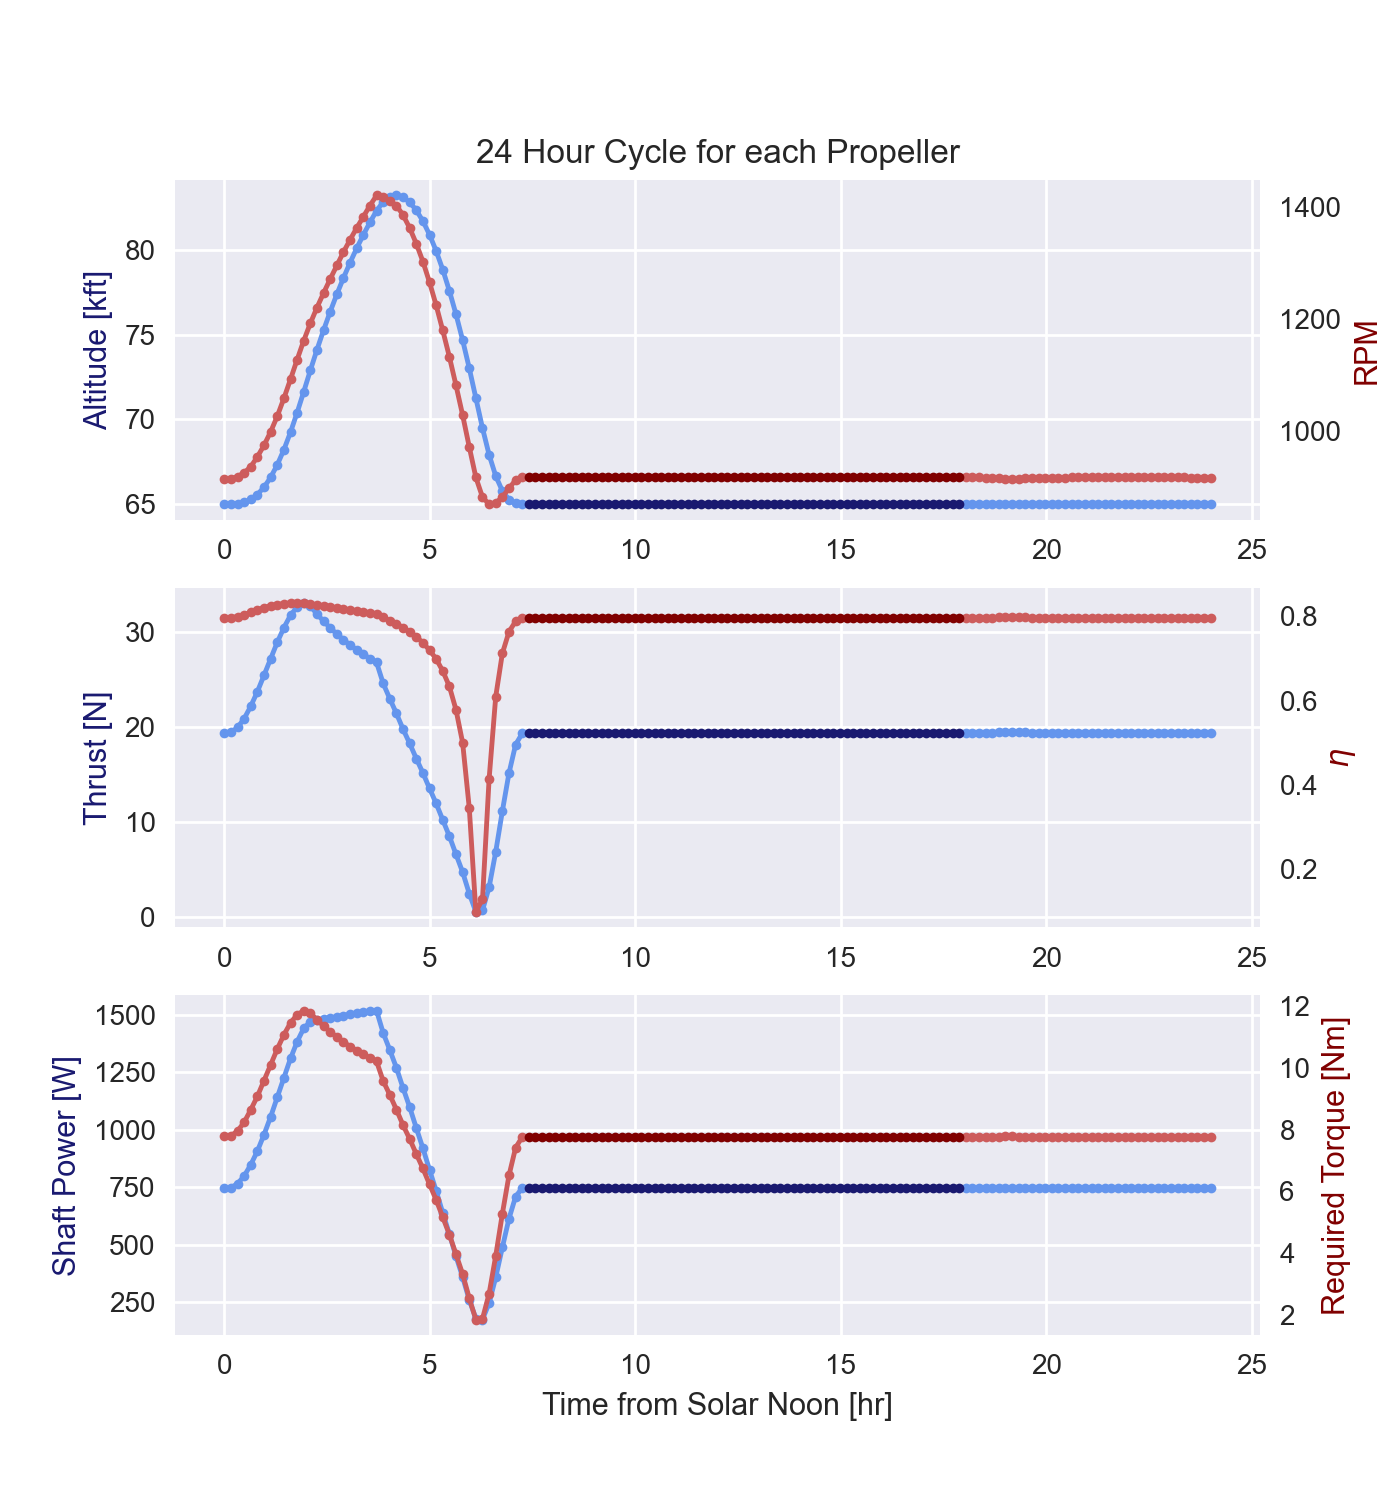 24 Hour Cycle for each Propeller
Altitude [kft]
80
75
70
65
1400
1200
1000
RPM
0 5 10 15 20 25
Thrust [N]
30
20
10
0
0.8
0.6
0.4
0.2
η
0 5 10 15 20 25
Shaft Power [W]
1500
1250
1000
750
500
250
12
10
8
6
4
2
Required Torque [Nm]
0 5 10 15 20 25
Time from Solar Noon [hr]